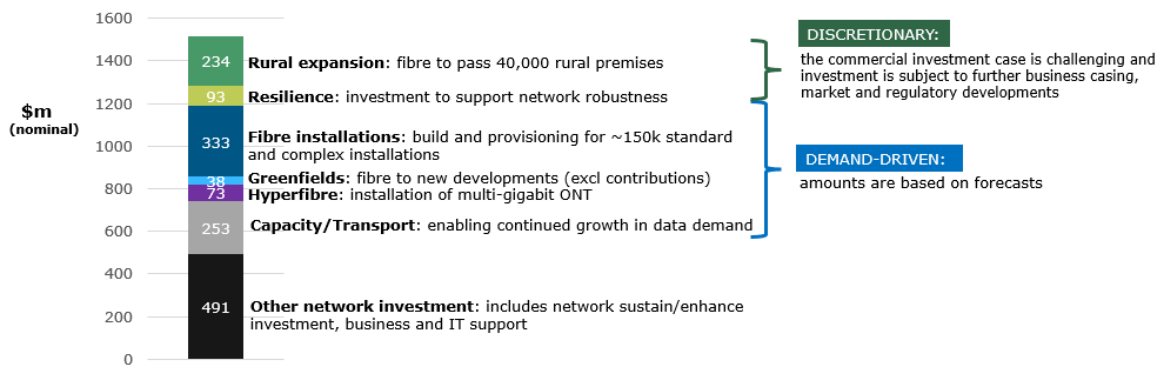 1600
1400
1200
1000
800
600
400
200
0
$m
(nominal)
234
93
333
38
73
253
491
Rural expansion: fibre to pass 40,000 rural premises
Resilience: investment to support network robustness
Fibre installations: build and provisioning for ~150k standard
and complex installations
Greenfields: fibre to new developments (excl contributions)
Hyperfibre: installation of multi-gigabit ONT
Capacity/Transport: enabling continued growth in data demand
Other network investment: includes network sustain/enhance
investment, business and IT support
DISCRETIONARY:
the commercial investment case is challenging and
investment is subject to further business casing,
market and regulatory developments
DEMAND-DRIVEN:
amounts are based on forecasts